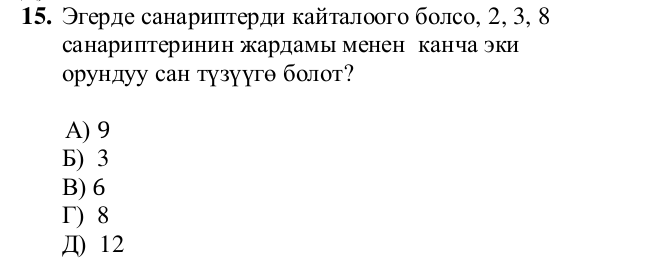 15. Эгерде санариптерди кайталоого болсо, 2, 3, 8
санариптеринин жардамы менен канча эки
орундуу сан түзүүгө болот?
А) 9
Б) 3
В) 6
Г) 8
Д) 12